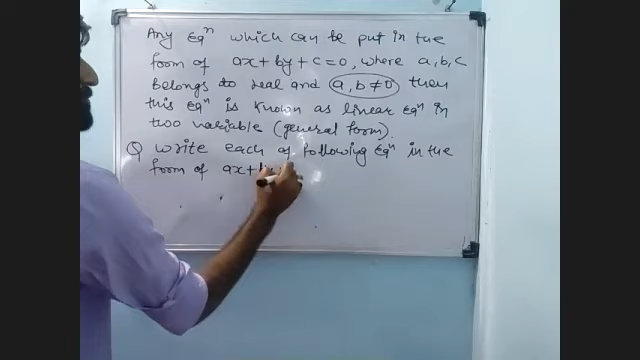 Any Eqⁿ which can be put in the
form of ax + by + c = 0, where a, b, c
belongs to real and a, b ≠ 0 then
this Eqⁿ is known as linear Eqⁿ in
two variable (general form).
Q Write each of following Eqⁿ in the
form of ax +